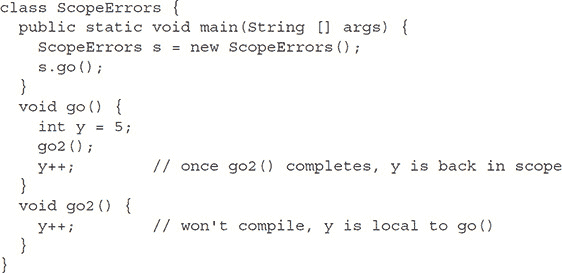 class ScopeErrors {
  public static void main(String [] args) {
    ScopeErrors s = new ScopeErrors();
    s.go();
  }
  void go() {
    int y = 5;
    go2();
    y++;        // once go2() completes, y is back in scope
  }
  void go2() {
    y++;        // won't compile, y is local to go()
  }
}